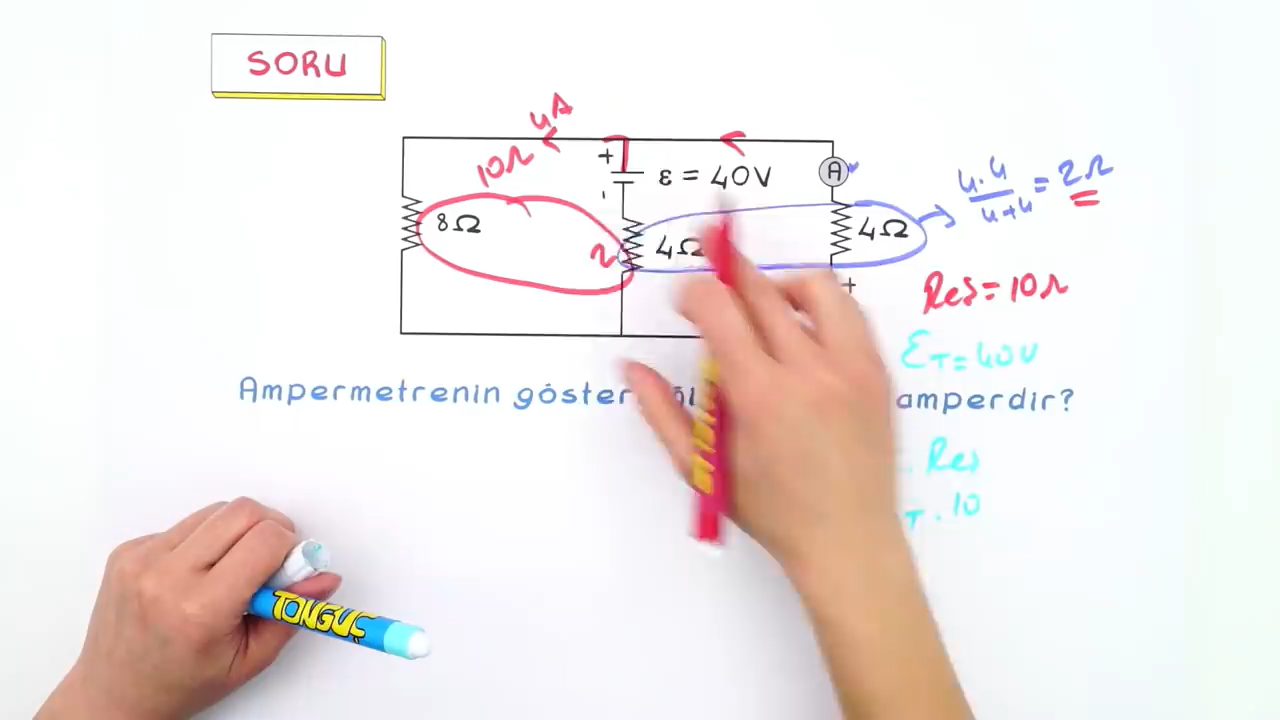 SORU
4A
10Ω
+
ε = 40V
A
-
8Ω
2
4Ω
4Ω
4.4
4+4
= 2Ω
+
Reş = 10Ω
εT = 40V
Ampermetrenin göster
amperdir?
. Reş
T . 10
TONGUÇ